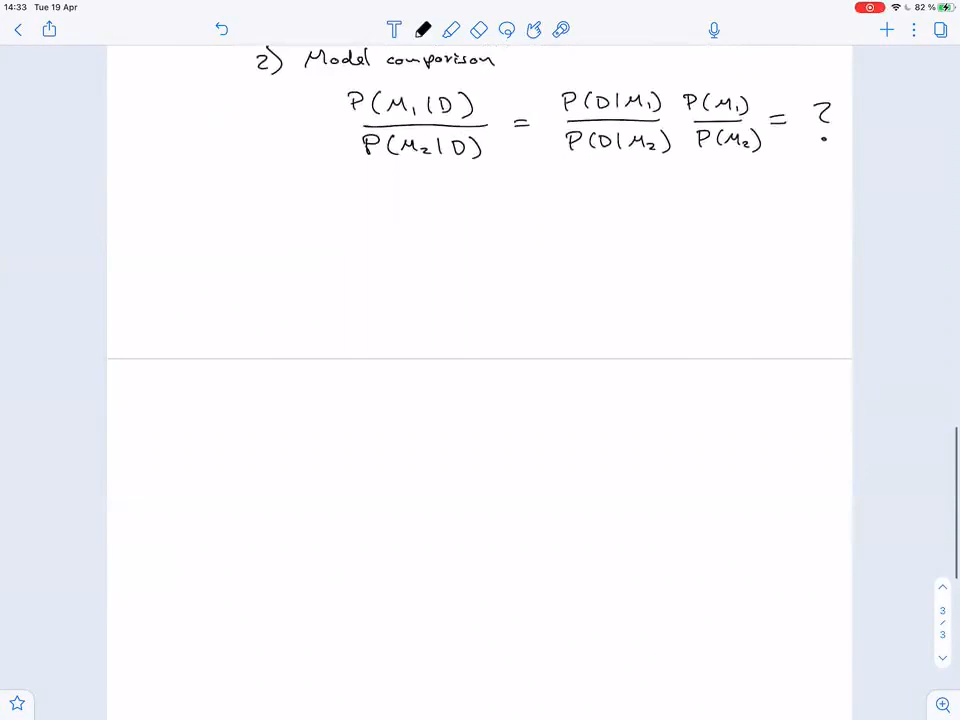 14:33 Tue 19 Apr 82 %
T
2) Model comparison
P(M₁|D) / P(M₂|D) = P(D|M₁) / P(D|M₂) P(M₁) / P(M₂) = ?
3
/
3